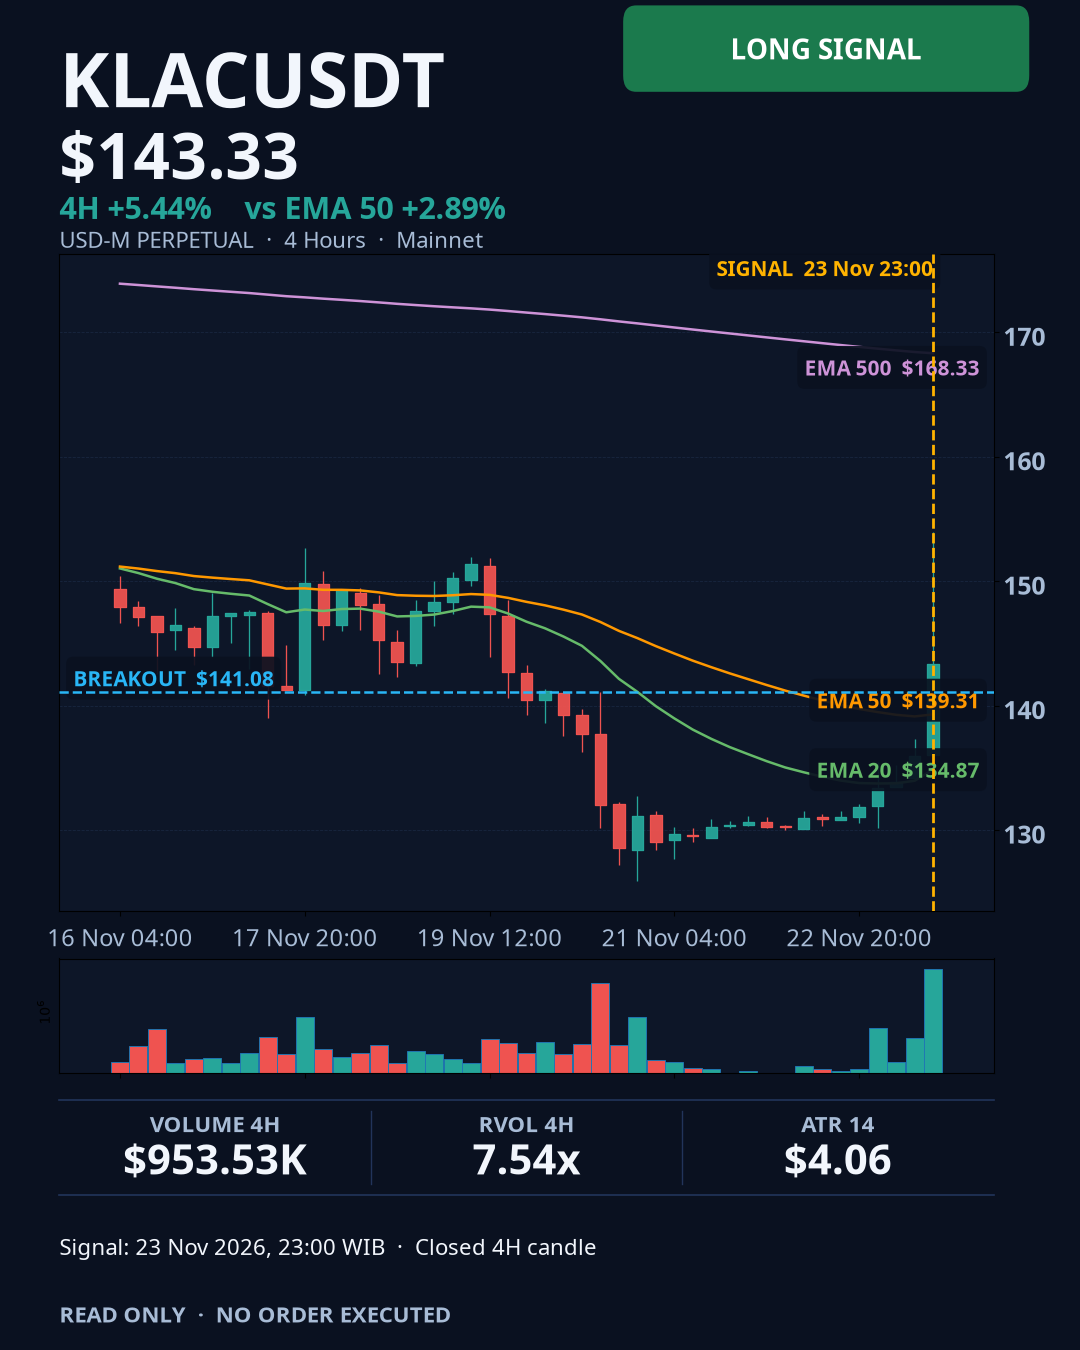 LONG SIGNAL
KLACUSDT
$143.33
4H +5.44% vs EMA 50 +2.89%
USD-M PERPETUAL · 4 Hours · Mainnet
SIGNAL 23 Nov 23:00
170
EMA 500 $168.33
160
150
BREAKOUT $141.08
EMA 50 $139.31
140
EMA 20 $134.87
130
16 Nov 04:00 17 Nov 20:00 19 Nov 12:00 21 Nov 04:00 22 Nov 20:00
10⁶
VOLUME 4H RVOL 4H ATR 14
$953.53K 7.54x $4.06
Signal: 23 Nov 2026, 23:00 WIB · Closed 4H candle
READ ONLY · NO ORDER EXECUTED